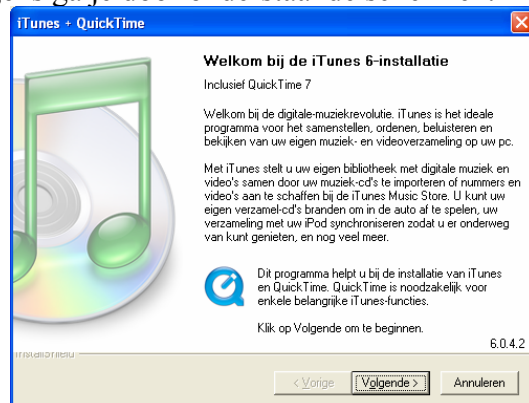 iTunes + QuickTime
Welkom bij de iTunes 6-installatie
Inclusief QuickTime 7
Welkom bij de digitale-muziekrevolutie. iTunes is het ideale
programma voor het samenstellen, ordenen, beluisteren en
bekijken van uw eigen muziek- en videoverzameling op uw pc.
Met iTunes stelt u uw eigen bibliotheek met digitale muziek en
video's samen door uw muziek-cd's te importeren of nummers en
video's aan te schaffen bij de iTunes Music Store. U kunt uw
eigen verzamel-cd's branden om in de auto af te spelen, uw
verzameling met uw iPod synchroniseren zodat u er onderweg
van kunt genieten, en nog veel meer.
Dit programma helpt u bij de installatie van iTunes
en QuickTime. QuickTime is noodzakelijk voor
enkele belangrijke iTunes-functies.
Klik op Volgende om te beginnen.
6.0.4.2
InstallShield
< Vorige
Volgende >
Annuleren